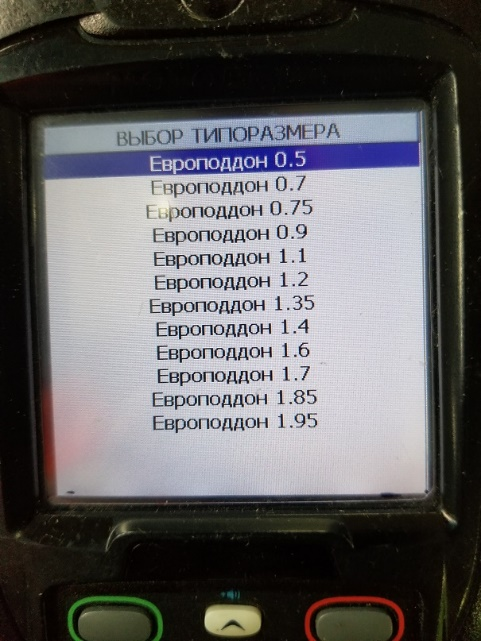 ВЫБОР ТИПОРАЗМЕРА
Европоддон 0.5
Европоддон 0.7
Европоддон 0.75
Европоддон 0.9
Европоддон 1.1
Европоддон 1.2
Европоддон 1.35
Европоддон 1.4
Европоддон 1.6
Европоддон 1.7
Европоддон 1.85
Европоддон 1.95